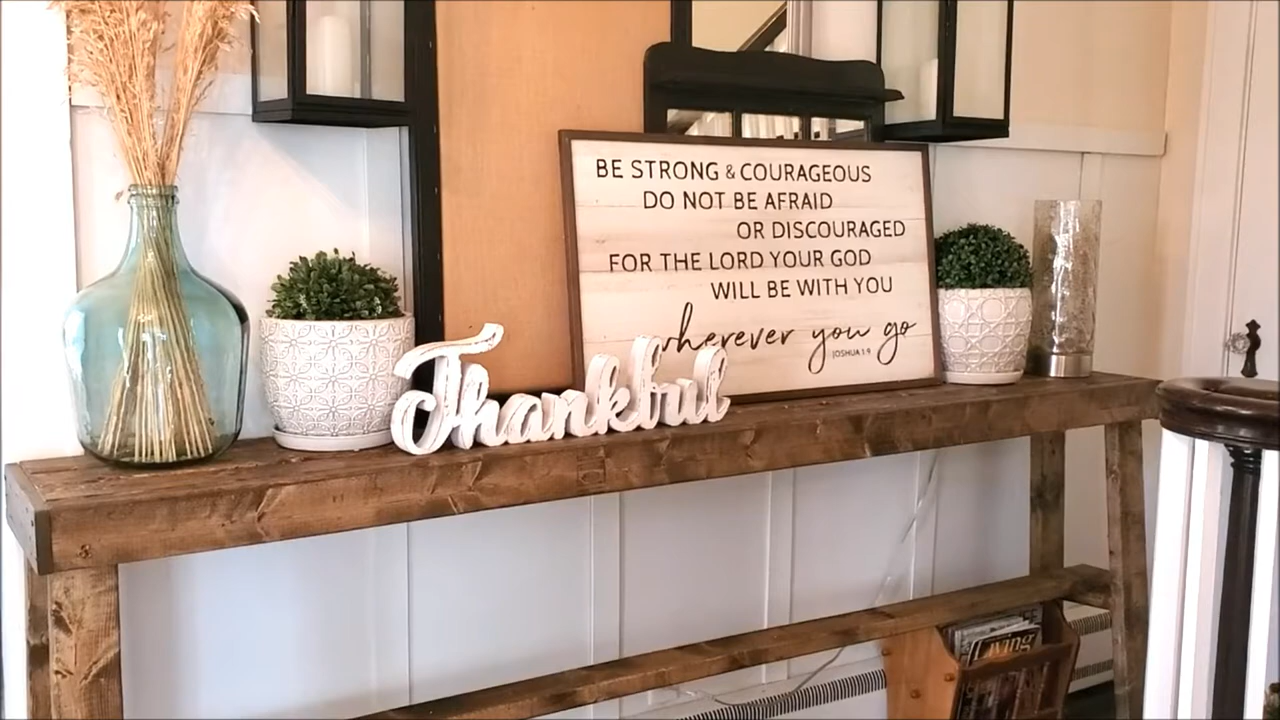 BE STRONG & COURAGEOUS
DO NOT BE AFRAID
OR DISCOURAGED
FOR THE LORD YOUR GOD
WILL BE WITH YOU
wherever you go
JOSHUA 1:9
Thankful
Living